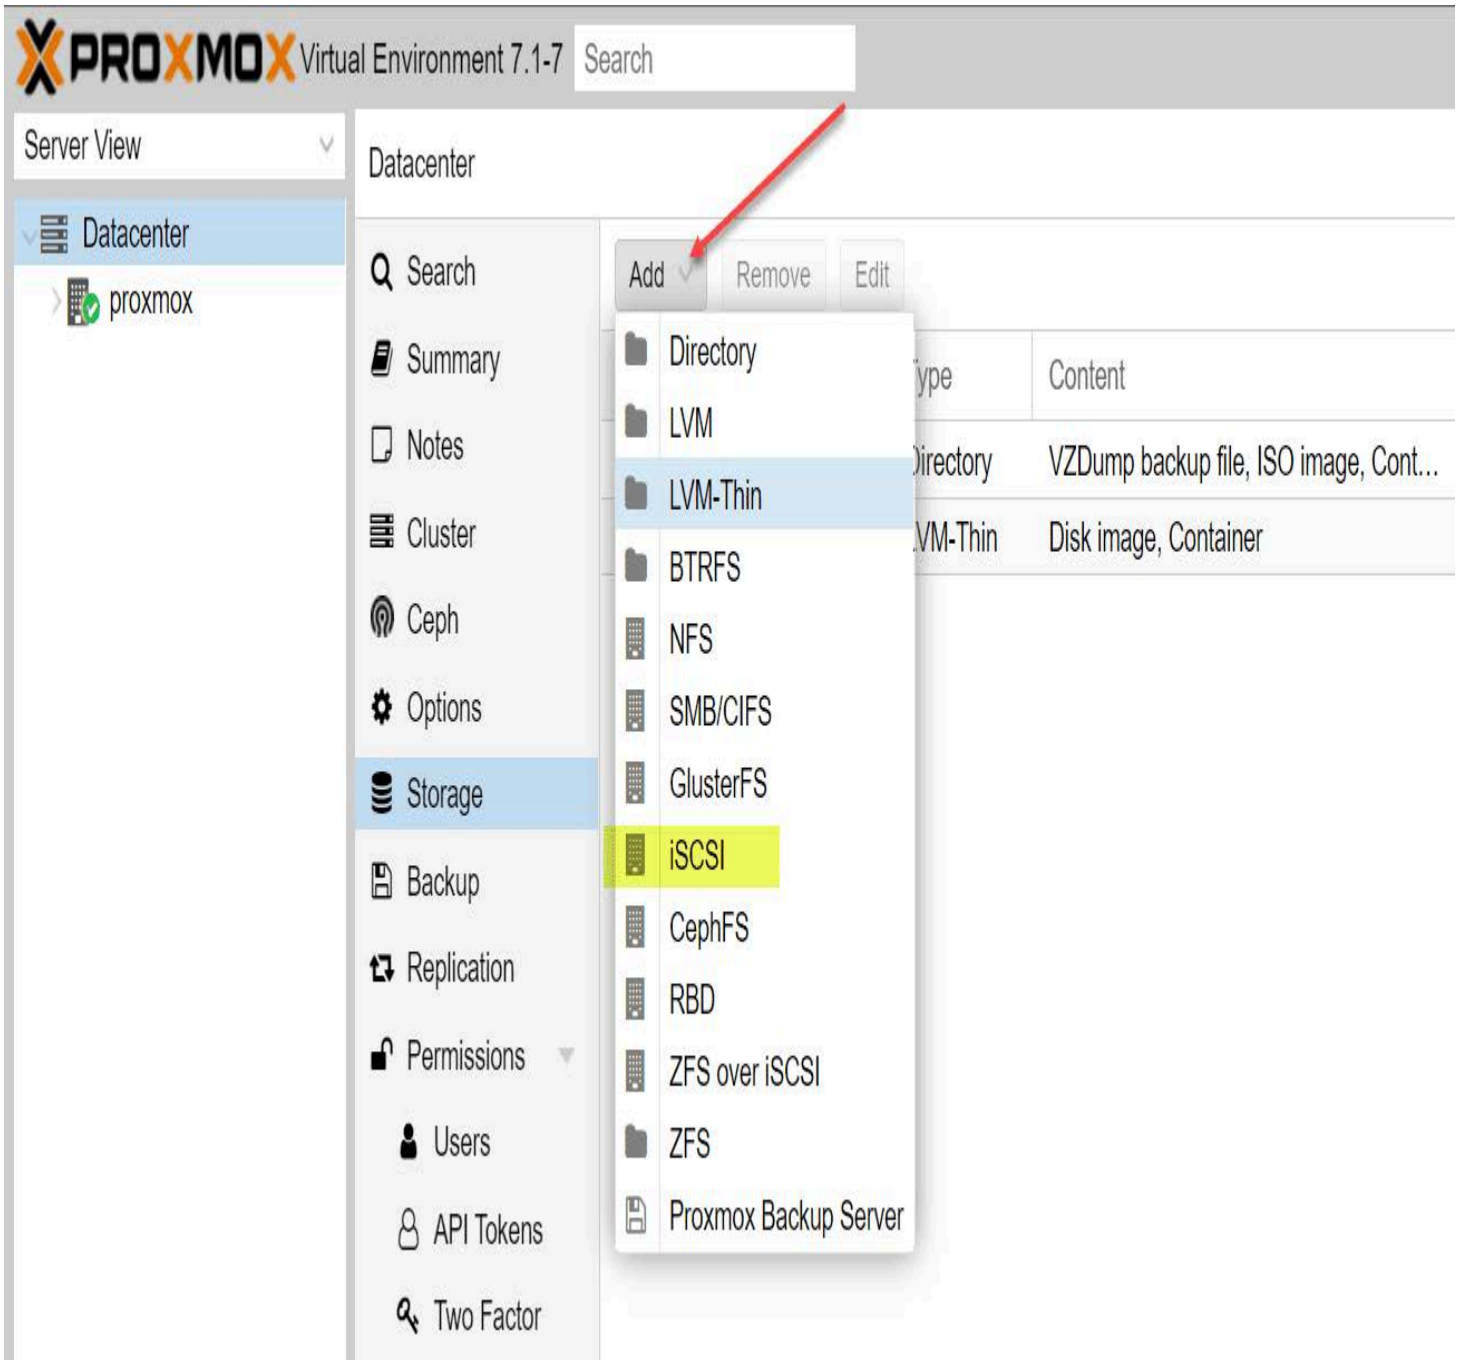 PROXMOX Virtual Environment 7.1-7 Search
Server View
Datacenter
proxmox
Datacenter
Search
Summary
Notes
Cluster
Ceph
Options
Storage
Backup
Replication
Permissions
Users
API Tokens
Two Factor
Add Remove Edit
Directory
LVM
LVM-Thin
BTRFS
NFS
SMB/CIFS
GlusterFS
iSCSI
CephFS
RBD
ZFS over iSCSI
ZFS
Proxmox Backup Server
ype Content
Directory VZDump backup file, ISO image, Cont...
VM-Thin Disk image, Container